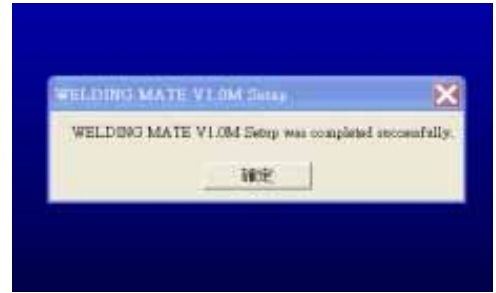 WELDING MATE V1.0M Setup
WELDING MATE V1.0M Setup was completed successfully.
確定